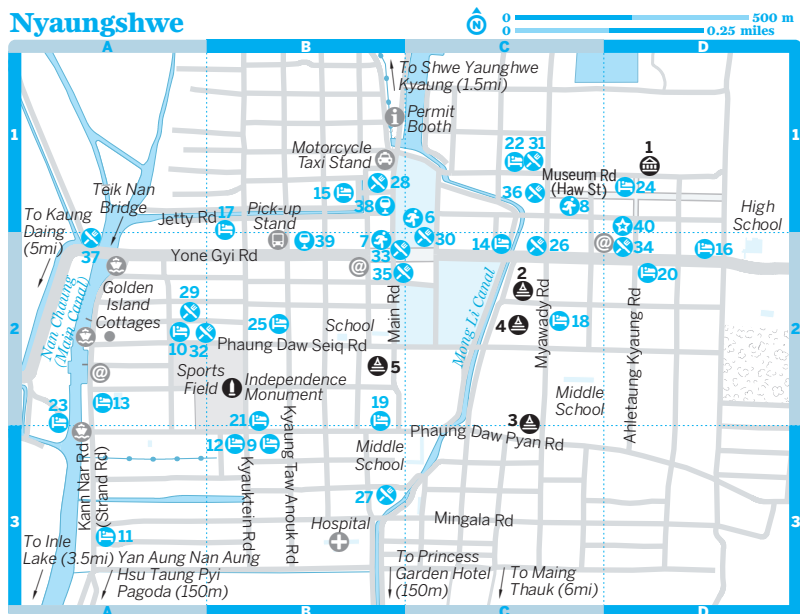 Nyaungshwe
N
0 500 m
0 0.25 miles
A B C D
To Shwe Yaunghwe
Kyaung (1.5mi)
Permit
Booth
1 1
Motorcycle
Taxi Stand
22 31
1
Museum Rd
(Haw St)
28
15
36
24
Teik Nan
Bridge
38
8
To Kaung
Daing
(5mi)
Jetty Rd
17
Pick-up
Stand
6
40
High
School
37
39
7
30
14
26
@
34
16
Yone Gyi Rd
33
@
35
20
Golden
Island
Cottages
Nan Chaung
(Main Canal)
29
2
Main Rd
Mong Li Canal
Myawady Rd
Ahletaung Kyaung Rd
2 2
10
32
25
School
4
18
Phaung Daw Seiq Rd
@
Sports
Field
Independence
Monument
5
Middle
School
23
13
21
19
3
Phaung Daw Pyan Rd
12
9
Kyaung Taw Anouk Rd
Middle
School
Kann Nar Rd
(Strand Rd)
Kyauktein Rd
27
3 3
Mingala Rd
11
Hospital
To Inle
Lake (3.5mi)
Yan Aung Nan Aung
Hsu Taung Pyi
Pagoda (150m)
To Princess
Garden Hotel
(150m)
To Maing
Thauk (6mi)
A B C D